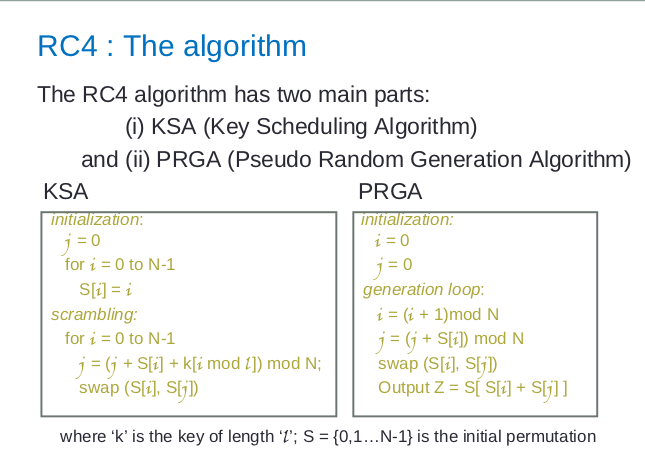 RC4 : The algorithm
The RC4 algorithm has two main parts:
(i) KSA (Key Scheduling Algorithm)
and (ii) PRGA (Pseudo Random Generation Algorithm)
KSA
initialization:
j = 0
for i = 0 to N-1
S[i] = i
scrambling:
for i = 0 to N-1
j = (j + S[i] + k[i mod l]) mod N;
swap (S[i], S[j])
PRGA
initialization:
i = 0
j = 0
generation loop:
i = (i + 1)mod N
j = (j + S[i]) mod N
swap (S[i], S[j])
Output Z = S[ S[i] + S[j] ]
where ‘k’ is the key of length ‘l’; S = {0,1…N-1} is the initial permutation